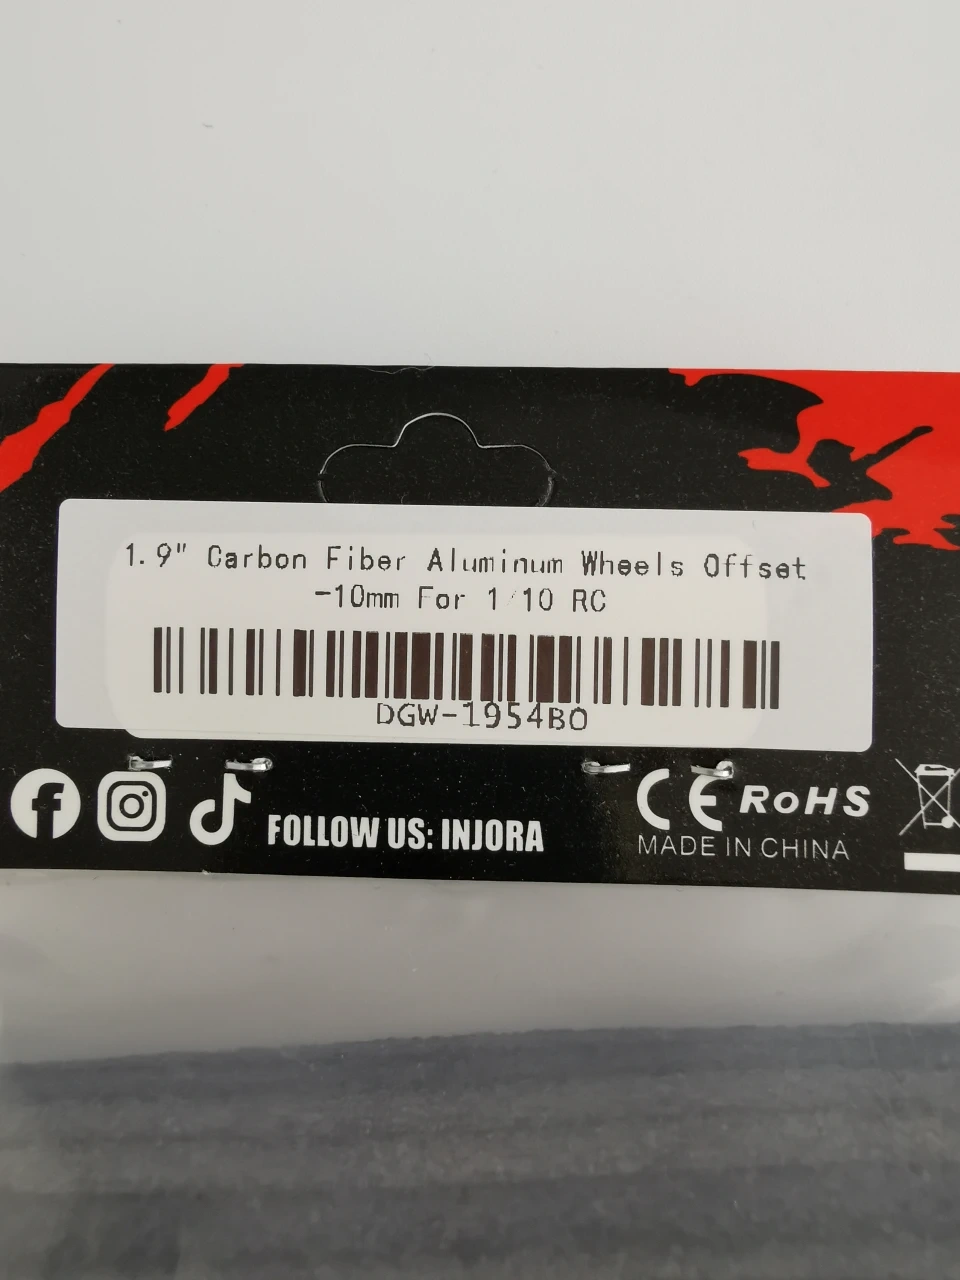 1.9" Carbon Fiber Aluminum Wheels Offset
-10mm For 1/10 RC
DGW-1954BO
FOLLOW US: INJORA
CE RoHS
MADE IN CHINA